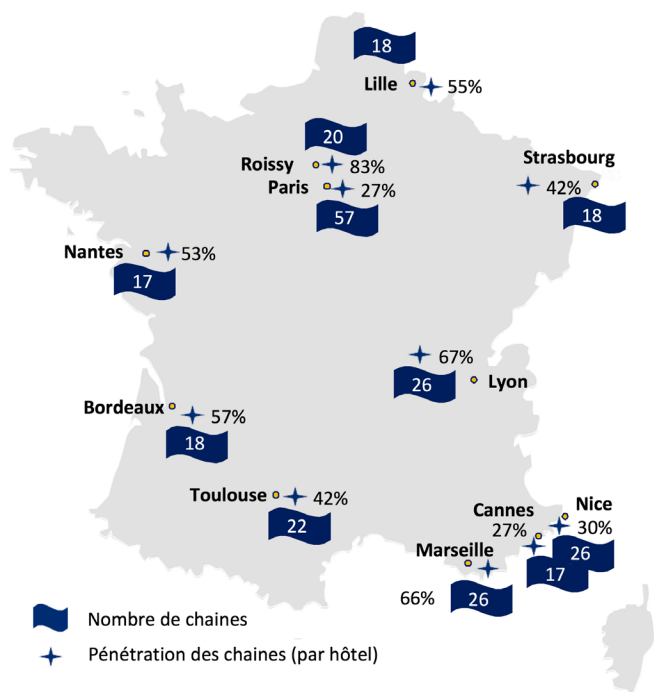 18
Lille
55%
20
Roissy
83%
Paris
27%
57
Strasbourg
42%
18
Nantes
53%
17
67%
26
Lyon
Bordeaux
57%
18
Toulouse
42%
22
Cannes
27%
Nice
30%
26
17
Marseille
66%
26
Nombre de chaines
Pénétration des chaines (par hôtel)